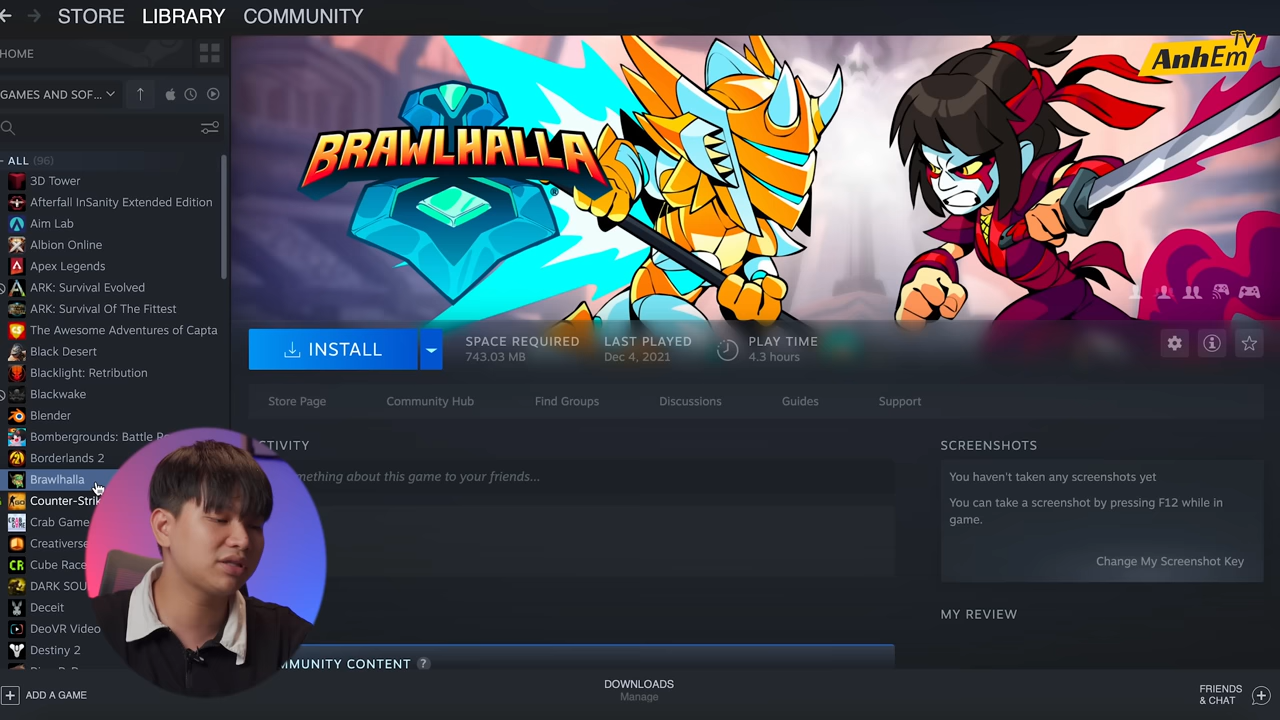 STORE LIBRARY COMMUNITY
AnhEm TV
HOME
GAMES AND SOF...
ALL (96)
3D Tower
Afterfall InSanity Extended Edition
Aim Lab
Albion Online
Apex Legends
ARK: Survival Evolved
ARK: Survival Of The Fittest
The Awesome Adventures of Capta
Black Desert
Blacklight: Retribution
Blackwake
Blender
Bombergrounds: Battle
Borderlands 2
Brawlhalla
Counter-Strik
Crab Game
Creativerse
Cube Race
DARK SOU
Deceit
DeoVR Video
Destiny 2
ADD A GAME
BRAWLHALLA
INSTALL
SPACE REQUIRED
743.03 MB
LAST PLAYED
Dec 4, 2021
PLAY TIME
4.3 hours
Store Page Community Hub Find Groups Discussions Guides Support
CTIVITY
mething about this game to your friends...
MMUNITY CONTENT ?
SCREENSHOTS
You haven't taken any screenshots yet
You can take a screenshot by pressing F12 while in
game.
Change My Screenshot Key
MY REVIEW
DOWNLOADS
Manage
FRIENDS
& CHAT